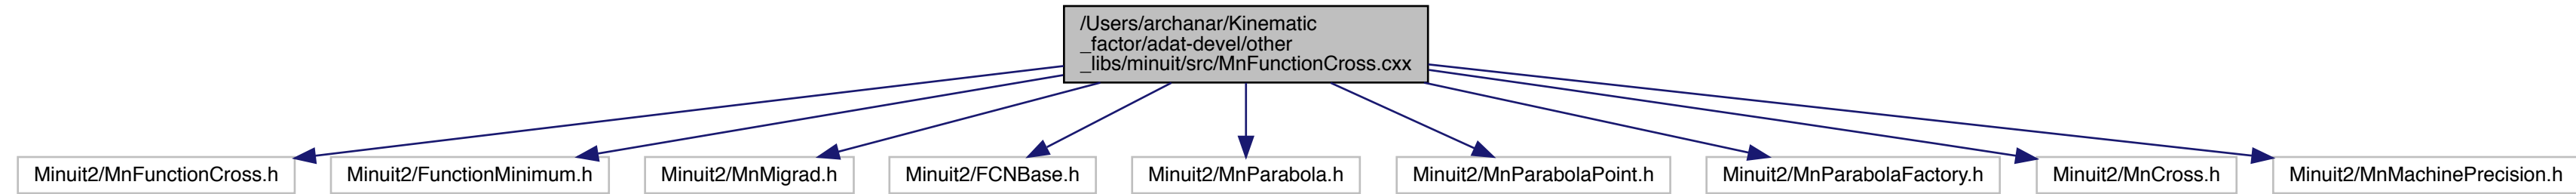 /Users/archanar/Kinematic
_factor/adat-devel/other
_libs/minuit/src/MnFunctionCross.cxx
Minuit2/MnFunctionCross.h
Minuit2/FunctionMinimum.h
Minuit2/MnMigrad.h
Minuit2/FCNBase.h
Minuit2/MnParabola.h
Minuit2/MnParabolaPoint.h
Minuit2/MnParabolaFactory.h
Minuit2/MnCross.h
Minuit2/MnMachinePrecision.h